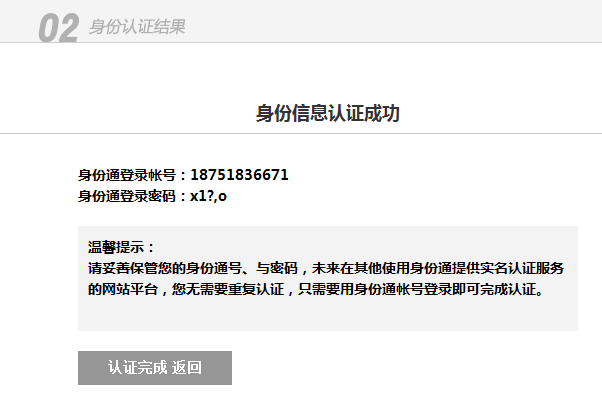 02 身份认证结果
身份信息认证成功
身份通登录帐号：18751836671
身份通登录密码：x1?,o
温馨提示：
请妥善保管您的身份通号、与密码，未来在其他使用身份通提供实名认证服务
的网站平台，您无需要重复认证，只需要用身份通帐号登录即可完成认证。
认证完成 返回